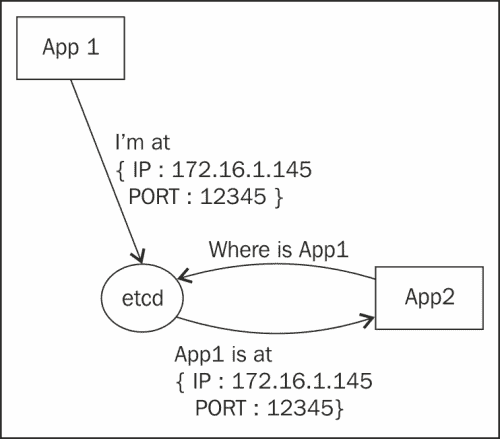 App 1
I'm at
{ IP : 172.16.1.145
PORT : 12345 }
Where is App1
etcd
App2
App1 is at
{ IP : 172.16.1.145
PORT : 12345}